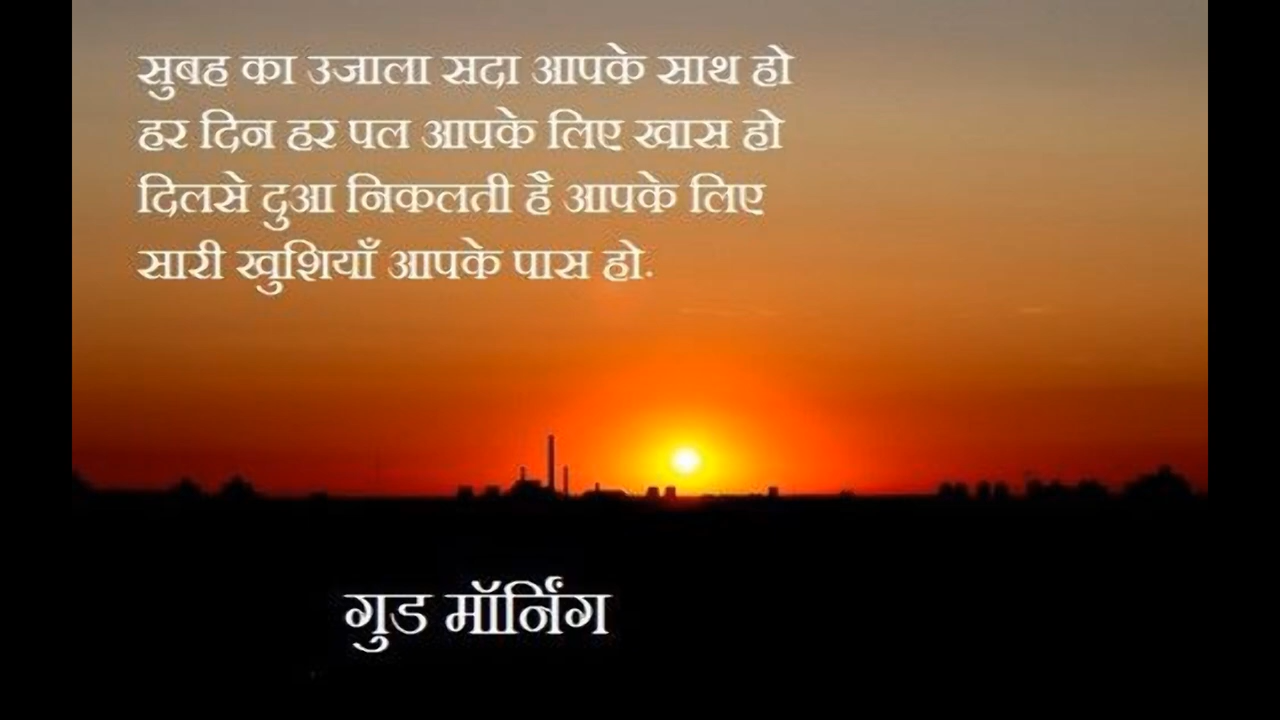 सुबह का उजाला सदा आपके साथ हो
हर दिन हर पल आपके लिए खास हो
दिलसे दुआ निकलती है आपके लिए
सारी खुशियाँ आपके पास हो.
गुड मॉर्निंग